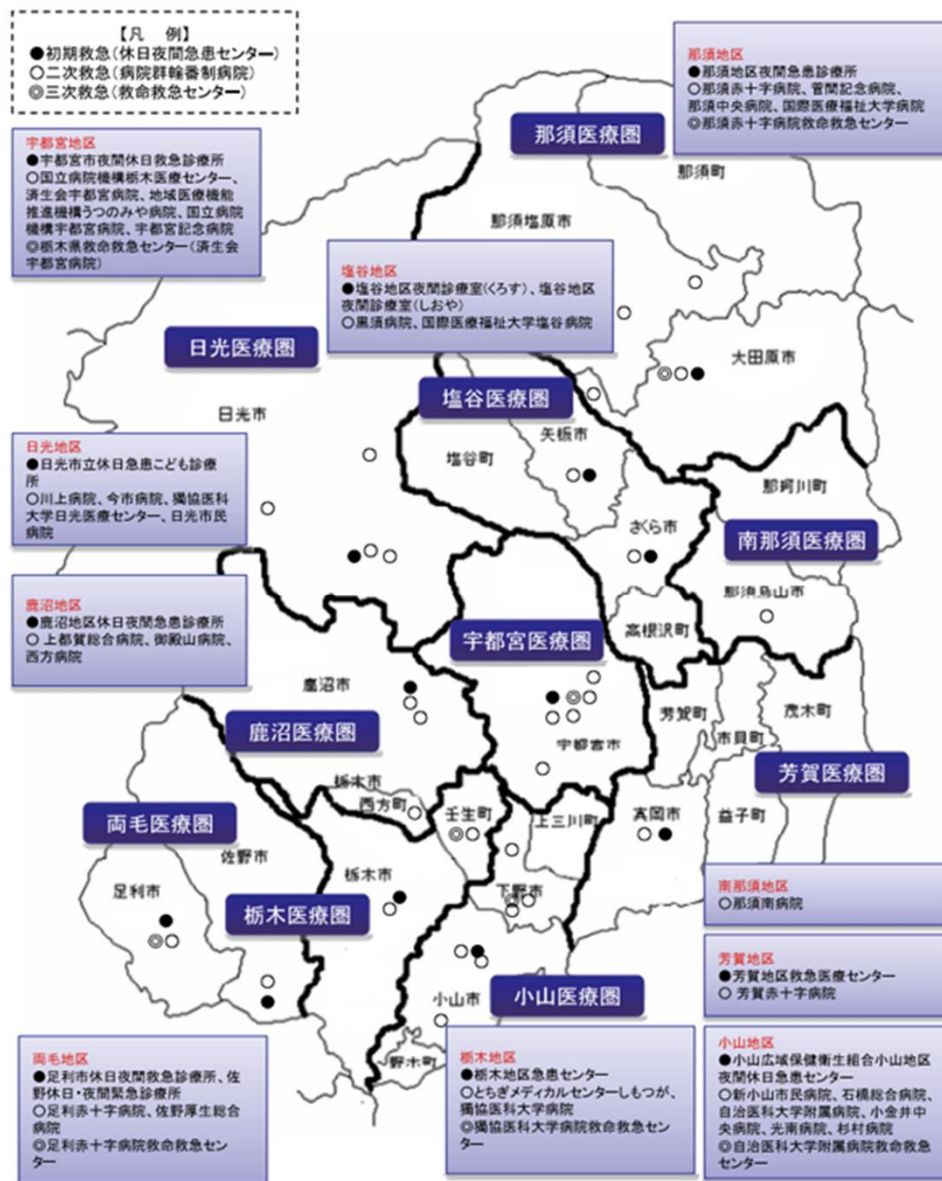 【凡　例】
●初期救急(休日夜間急患センター)
○二次救急(病院群輪番制病院)
◎三次救急(救命救急センター)
那須地区
●那須地区夜間急患診療所
○那須赤十字病院、菅間記念病院、
那須中央病院、国際医療福祉大学病院
◎那須赤十字病院救命救急センター
宇都宮地区
●宇都宮市夜間休日救急診療所
○国立病院機構栃木医療センター、
済生会宇都宮病院、地域医療機能
推進機構うつのみや病院、国立病院
機構宇都宮病院、宇都宮記念病院
◎栃木県救命救急センター(済生会
宇都宮病院)
那須医療圏
那須町
那須塩原市
塩谷地区
●塩谷地区夜間診療室(くろす)、塩谷地区
夜間診療室(しおや)
○黒須病院、国際医療福祉大学塩谷病院
日光医療圏
大田原市
塩谷医療圏
日光市
矢板市
塩谷町
日光地区
●日光市立休日急患こども診療
所
○川上病院、今市病院、獨協医科
大学日光医療センター、日光市民
病院
那珂川町
さくら市
南那須医療圏
鹿沼地区
●鹿沼地区休日夜間急患診療所
○ 上都賀総合病院、御殿山病院、
西方病院
那須烏山市
高根沢町
宇都宮医療圏
鹿沼市
芳賀町
茂木町
鹿沼医療圏
宇都宮市
市貝町
芳賀医療圏
栃木市
西方町
壬生町
上三川町
真岡市
益子町
両毛医療圏
佐野市
足利市
栃木市
下野市
栃木医療圏
南那須地区
○那須南病院
芳賀地区
●芳賀地区救急医療センター
○ 芳賀赤十字病院
小山市
小山医療圏
野木町
両毛地区
●足利市休日夜間救急診療所、佐
野休日・夜間緊急診療所
○足利赤十字病院、佐野厚生総合
病院
◎足利赤十字病院救命救急セン
ター
栃木地区
●栃木地区急患センター
○とちぎメディカルセンターしもつが、
獨協医科大学病院
◎獨協医科大学病院救命救急セン
ター
小山地区
●小山広域保健衛生組合小山地区
夜間休日急患センター
○新小山市民病院、石橋総合病院、
自治医科大学附属病院、小金井中
央病院、光南病院、杉村病院
◎自治医科大学附属病院救命救急
センター